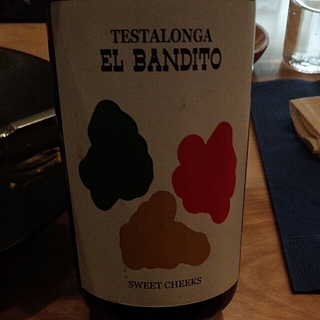 TESTALONGA
EL BANDITO
SWEET CHEEKS